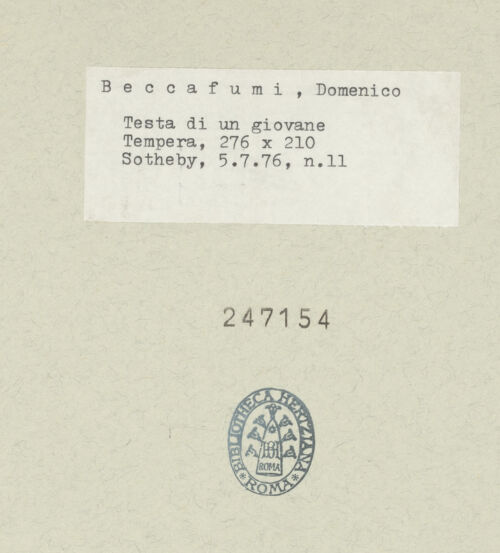 B e c c a f u m i , Domenico
Testa di un giovane
Tempera, 276 x 210
Sotheby, 5.7.76, n.11
247154
BIBLIOTHECA HERTZIANA
ROMA
* ROMA *